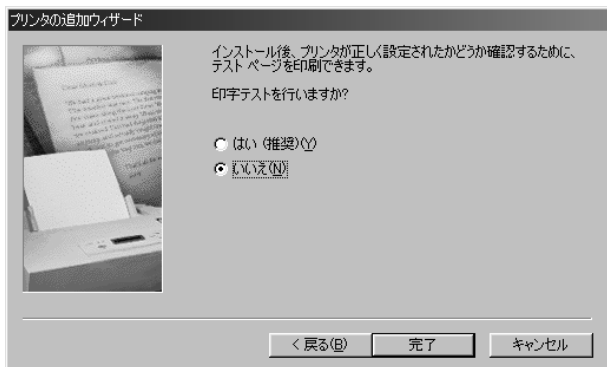 プリンタの追加ウィザード
インストール後、プリンタが正しく設定されたかどうか確認するために、
テスト ページを印刷できます。
印字テストを行いますか?
はい (推奨)(Y)
いいえ(N)
< 戻る(B)
完了
キャンセル